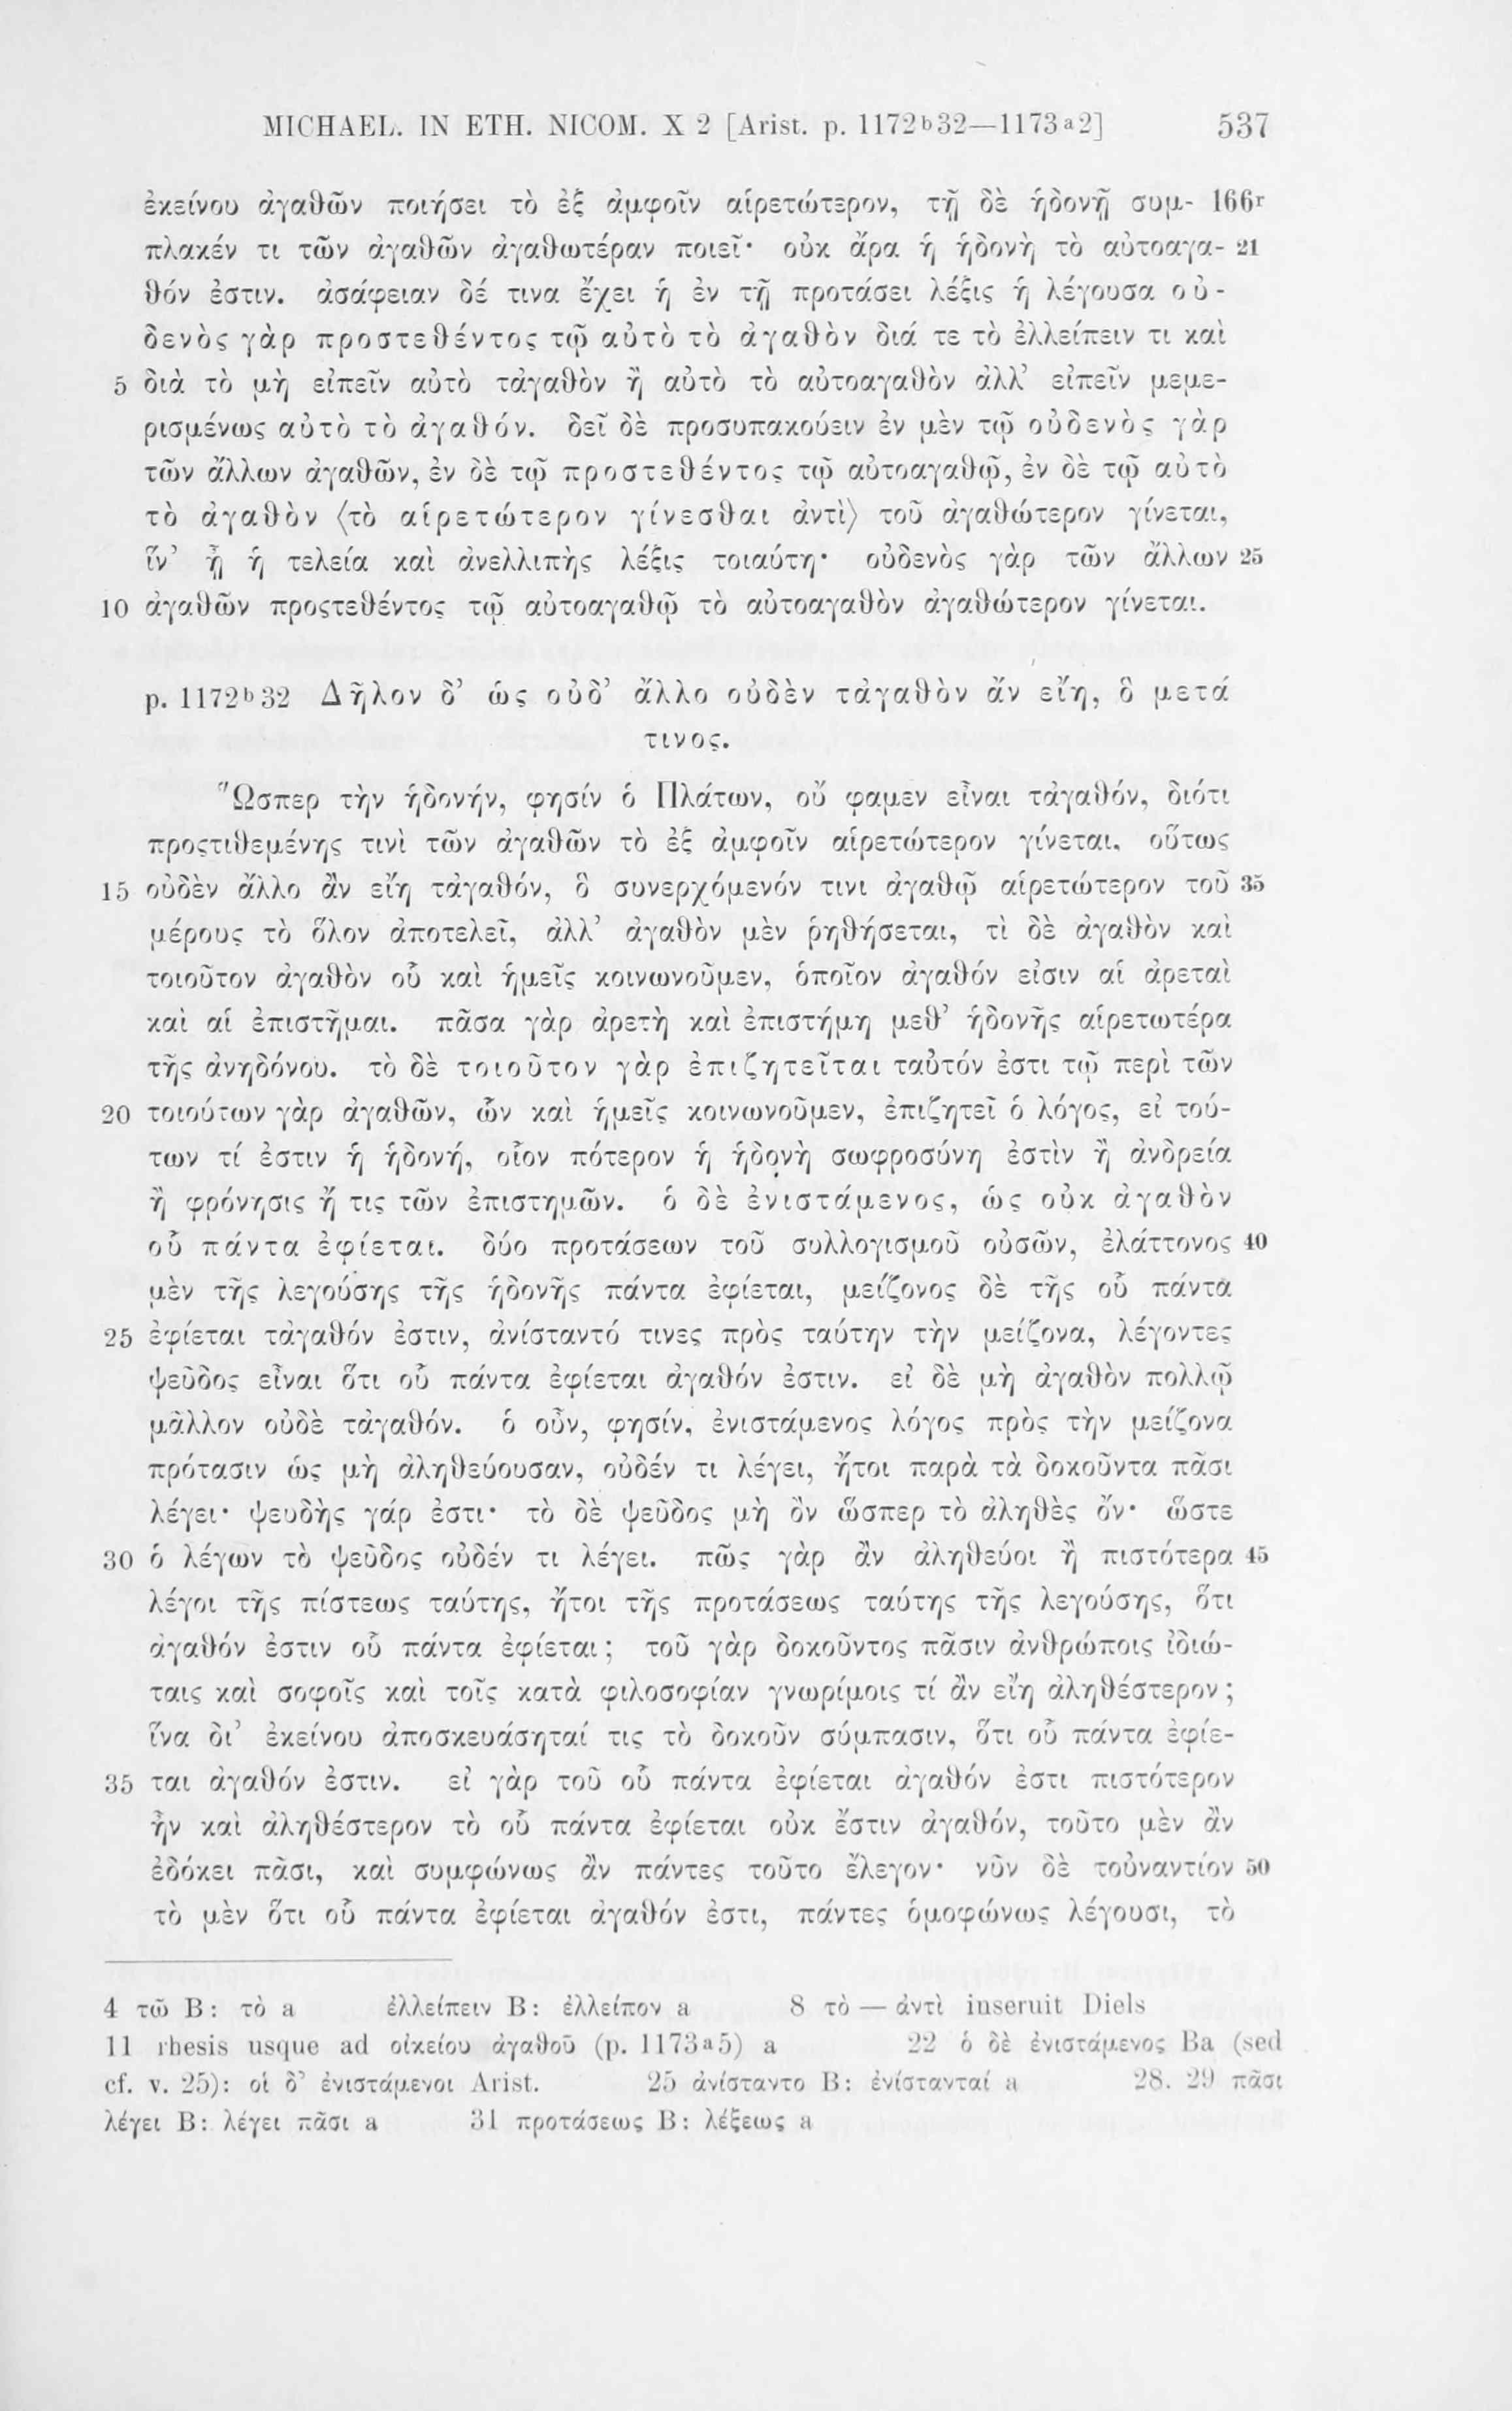 MICHAEL. IN ETH. NICOM. X 2 [Arist. p. 1172b32—1173a2] 537
ἐκείνου ἀγαθῶν ποιήσει τὸ ἐξ ἀμφοῖν αἱρετώτερον, τῇ δὲ ἡδονῇ συμ- 166r
πλακέν τι τῶν ἀγαθῶν ἀγαθωτέραν ποιεῖ· οὐκ ἄρα ἡ ἡδονὴ τὸ αὐτοαγα- 21
θόν ἐστιν. ἀσάφειαν δέ τινα ἔχει ἡ ἐν τῇ προτάσει λέξις ἡ λέγουσα οὐ-
δενὸς γὰρ προστεθέντος τῷ αὐτὸ τὸ ἀγαθὸν διά τε τὸ ἐλλείπειν τι καὶ
5 διὰ τὸ μὴ εἰπεῖν αὐτὸ τἀγαθὸν ἢ αὐτὸ τὸ αὐτοαγαθὸν ἀλλ’ εἰπεῖν μεμε-
ρισμένως αὐτὸ τὸ ἀγαθόν. δεῖ δὲ προσυπακούειν ἐν μὲν τῷ οὐδενὸς γὰρ
τῶν ἄλλων ἀγαθῶν, ἐν δὲ τῷ προστεθέντος τῷ αὐτοαγαθῷ, ἐν δὲ τῷ αὐτὸ
τὸ ἀγαθὸν ⟨τὸ αἱρετώτερον γίνεσθαι ἀντὶ⟩ τοῦ ἀγαθώτερον γίνεται,
ἵν’ ᾖ ἡ τελεία καὶ ἀνελλιπὴς λέξις τοιαύτη· οὐδενὸς γὰρ τῶν ἄλλων 25
10 ἀγαθῶν προςτεθέντος τῷ αὐτοαγαθῷ τὸ αὐτοαγαθὸν ἀγαθώτερον γίνεται.
p. 1172b32 Δῆλον δ’ ὡς οὐδ’ ἄλλο οὐδὲν τἀγαθὸν ἂν εἴη, ὃ μετά
τινος.
Ὥσπερ τὴν ἡδονήν, φησίν ὁ Πλάτων, οὔ φαμεν εἶναι τἀγαθόν, διότι
προςτιθεμένης τινὶ τῶν ἀγαθῶν τὸ ἐξ ἀμφοῖν αἱρετώτερον γίνεται, οὕτως
15 οὐδὲν ἄλλο ἂν εἴη τἀγαθόν, ὃ συνερχόμενόν τινι ἀγαθῷ αἱρετώτερον τοῦ 35
μέρους τὸ ὅλον ἀποτελεῖ, ἀλλ’ ἀγαθὸν μὲν ῥηθήσεται, τὶ δὲ ἀγαθὸν καὶ
τοιοῦτον ἀγαθὸν οὗ καὶ ἡμεῖς κοινωνοῦμεν, ὁποῖον ἀγαθόν εἰσιν αἱ ἀρεταὶ
καὶ αἱ ἐπιστῆμαι. πᾶσα γὰρ ἀρετὴ καὶ ἐπιστήμη μεθ’ ἡδονῆς αἱρετωτέρα
τῆς ἀνηδόνου. τὸ δὲ τοιοῦτον γὰρ ἐπιζητεῖται ταὐτόν ἐστι τῷ περὶ τῶν
20 τοιούτων γὰρ ἀγαθῶν, ὧν καὶ ἡμεῖς κοινωνοῦμεν, ἐπιζητεῖ ὁ λόγος, εἰ τού-
των τί ἐστιν ἡ ἡδονή, οἷον πότερον ἡ ἡδονὴ σωφροσύνη ἐστὶν ἢ ἀνδρεία
ἢ φρόνησις ἤ τις τῶν ἐπιστημῶν. ὁ δὲ ἐνιστάμενος, ὡς οὐκ ἀγαθὸν
οὗ πάντα ἐφίεται. δύο προτάσεων τοῦ συλλογισμοῦ οὐσῶν, ἐλάττονος 40
μὲν τῆς λεγούσης τῆς ἡδονῆς πάντα ἐφίεται, μείζονος δὲ τῆς οὗ πάντα
25 ἐφίεται τἀγαθόν ἐστιν, ἀνίσταντό τινες πρὸς ταύτην τὴν μείζονα, λέγοντες
ψεῦδος εἶναι ὅτι οὗ πάντα ἐφίεται ἀγαθόν ἐστιν. εἰ δὲ μὴ ἀγαθὸν πολλῷ
μᾶλλον οὐδὲ τἀγαθόν. ὁ οὖν, φησίν, ἐνιστάμενος λόγος πρὸς τὴν μείζονα
πρότασιν ὡς μὴ ἀληθεύουσαν, οὐδέν τι λέγει, ἤτοι παρὰ τὰ δοκοῦντα πᾶσι
λέγει· ψευδὴς γάρ ἐστι· τὸ δὲ ψεῦδος μὴ ὂν ὥσπερ τὸ ἀληθὲς ὄν· ὥστε
30 ὁ λέγων τὸ ψεῦδος οὐδέν τι λέγει. πῶς γὰρ ἂν ἀληθεύοι ἢ πιστότερα 45
λέγοι τῆς πίστεως ταύτης, ἤτοι τῆς προτάσεως ταύτης τῆς λεγούσης, ὅτι
ἀγαθόν ἐστιν οὗ πάντα ἐφίεται; τοῦ γὰρ δοκοῦντος πᾶσιν ἀνθρώποις ἰδιώ-
ταις καὶ σοφοῖς καὶ τοῖς κατὰ φιλοσοφίαν γνωρίμοις τί ἂν εἴη ἀληθέστερον;
ἵνα δι’ ἐκείνου ἀποσκευάσηταί τις τὸ δοκοῦν σύμπασιν, ὅτι οὗ πάντα ἐφίε-
35 ται ἀγαθόν ἐστιν. εἰ γὰρ τοῦ οὗ πάντα ἐφίεται ἀγαθόν ἐστι πιστότερον
ἦν καὶ ἀληθέστερον τὸ οὗ πάντα ἐφίεται οὐκ ἔστιν ἀγαθόν, τοῦτο μὲν ἂν
ἐδόκει πᾶσι, καὶ συμφώνως ἂν πάντες τοῦτο ἔλεγον· νῦν δὲ τοὐναντίον 50
τὸ μὲν ὅτι οὗ πάντα ἐφίεται ἀγαθόν ἐστι, πάντες ὁμοφώνως λέγουσι, τὸ
4 τῶ B: τὸ a ἐλλείπειν B: ἐλλείπον a 8 τὸ — ἀντὶ inseruit Diels
11 rhesis usque ad οἰκείου ἀγαθοῦ (p. 1173a5) a 22 ὁ δὲ ἐνιστάμενος Ba (sed
cf. v. 25): οἱ δ’ ἐνιστάμενοι Arist. 25 ἀνίσταντο B: ἐνίστανταί a 28. 29 πᾶσι
λέγει B: λέγει πᾶσι a 31 προτάσεως B: λέξεως a